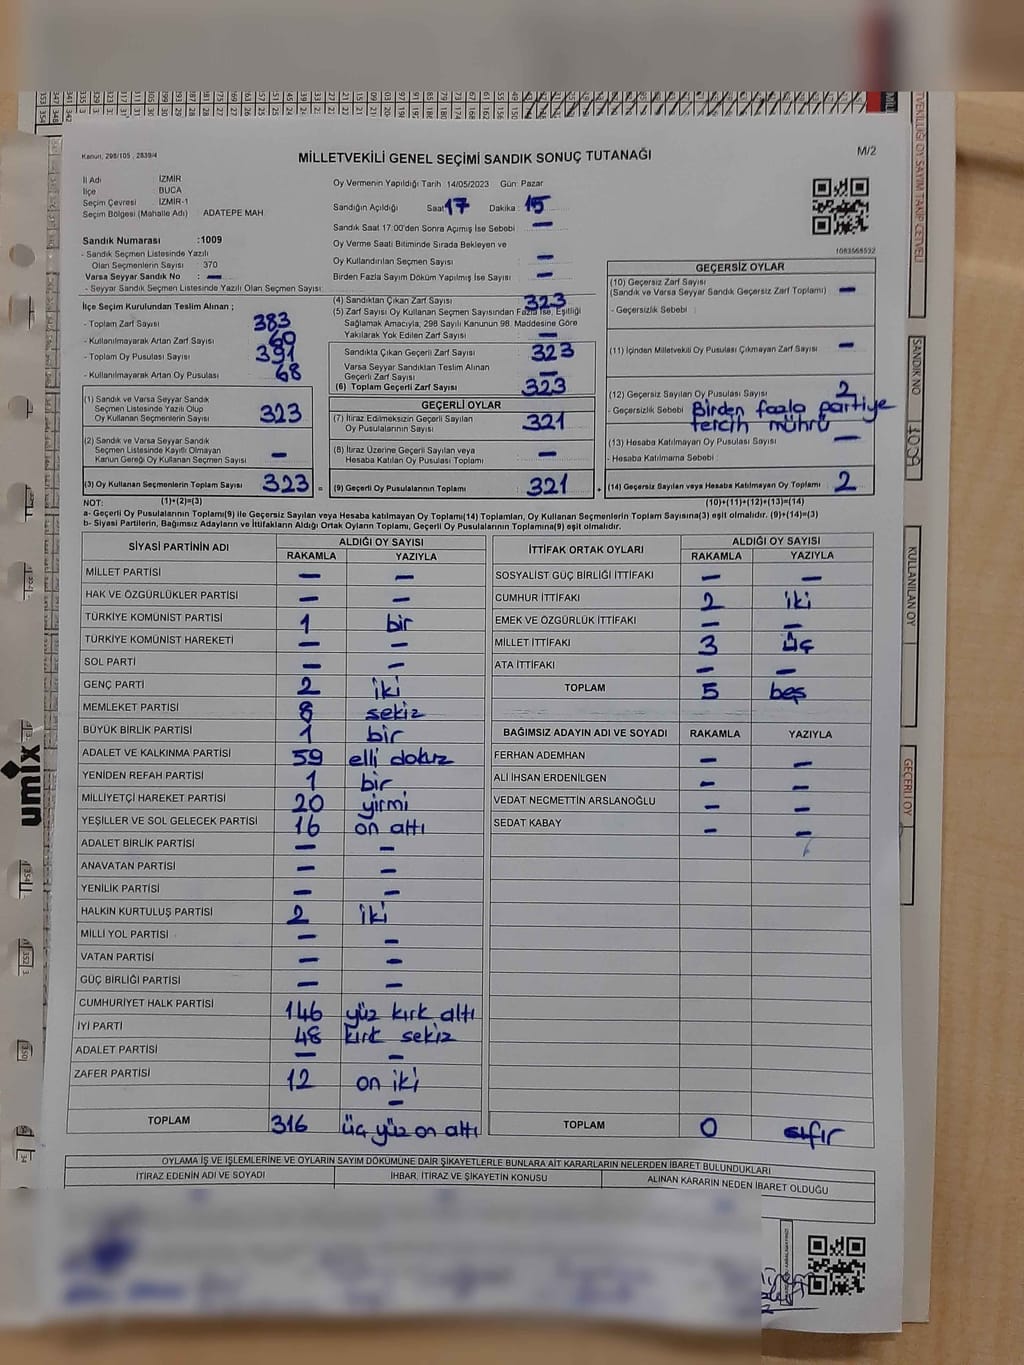 Kanun, 298/105 , 2839/4
MİLLETVEKİLİ GENEL SEÇİMİ SANDIK SONUÇ TUTANAĞI
M/2
İl Adı İZMİR
İlçe BUCA
Seçim Çevresi İZMİR-1
Seçim Bölgesi (Mahalle Adı) : ADATEPE MAH
Sandık Numarası :1009
- Sandık Seçmen Listesinde Yazılı
Olan Seçmenlerin Sayısı : 370
Varsa Seyyar Sandık No : –
- Seyyar Sandık Seçmen Listesinde Yazılı Olan Seçmen Sayısı:
Oy Vermenin Yapıldığı Tarih 14/05/2023 Gün: Pazar
Sandığın Açıldığı Saat 17 Dakika 15
Sandık Saat 17:00'den Sonra Açımış İse Sebebi –
Oy Verme Saati Bitiminde Sırada Bekleyen ve
Oy Kullandırılan Seçmen Sayısı –
Birden Fazla Sayım Döküm Yapılmış İse Sayısı –
1083568532
İlçe Seçim Kurulundan Teslim Alınan ;
- Toplam Zarf Sayısı 383
- Kullanılmayarak Artan Zarf Sayısı 60
- Toplam Oy Pusulası Sayısı 391
- Kullanılmayarak Artan Oy Pusulası 68
(1) Sandık ve Varsa Seyyar Sandık
Seçmen Listesinde Yazılı Olup
Oy Kullanan Seçmenlerin Sayısı 323
(2) Sandık ve Varsa Seyyar Sandık
Seçmen Listesinde Kayıtlı Olmayan
Kanun Gereği Oy Kullanan Seçmen Sayısı –
(3) Oy Kullanan Seçmenlerin Toplam Sayısı 323 =
(4) Sandıktan Çıkan Zarf Sayısı 323
(5) Zarf Sayısı Oy Kullanan Seçmen Sayısından Fazla İse, Eşitliği
Sağlamak Amacıyla, 298 Sayılı Kanunun 98. Maddesine Göre
Yakılarak Yok Edilen Zarf Sayısı –
Sandıkta Çıkan Geçerli Zarf Sayısı 323
Varsa Seyyar Sandıktan Teslim Alınan
Geçerli Zarf Sayısı –
(6) Toplam Geçerli Zarf Sayısı 323
GEÇERLİ OYLAR
(7) İtiraz Edilmeksizin Geçerli Sayılan
Oy Pusulalarının Sayısı 321
(8) İtiraz Üzerine Geçerli Sayılan veya
Hesaba Katılan Oy Pusulaları Toplamı –
(9) Geçerli Oy Pusulalarının Toplamı 321 +
GEÇERSİZ OYLAR
(10) Geçersiz Zarf Sayısı
(Sandık ve Varsa Seyyar Sandık Geçersiz Zarf Toplamı) –
- Geçersizlik Sebebi :
(11) İçinden Milletvekili Oy Pusulası Çıkmayan Zarf Sayısı –
(12) Geçersiz Sayılan Oy Pusulası Sayısı 2
- Geçersizlik Sebebi Birden fazla partiye
tercih mührü
(13) Hesaba Katılmayan Oy Pusulası Sayısı –
- Hesaba Katılmama Sebebi :
(14) Geçersiz Sayılan veya Hesaba Katılmayan Oy Toplamı 2
NOT: (1)+(2)=(3) (10)+(11)+(12)+(13)=(14)
a- Geçerli Oy Pusulalarının Toplamı(9) ile Geçersiz Sayılan veya Hesaba katılmayan Oy Toplamı(14) Toplamları, Oy Kullanan Seçmenlerin Toplam Sayısına(3) eşit olmalıdır. (9)+(14)=(3)
b- Siyasi Partilerin, Bağımsız Adayların ve İttifakların Aldığı Ortak Oyların Toplamı, Geçerli Oy Pusulalarının Toplamına(9) eşit olmalıdır.
SİYASİ PARTİNİN ADI ALDIĞI OY SAYISI
RAKAMLA YAZIYLA
MİLLET PARTİSİ – –
HAK VE ÖZGÜRLÜKLER PARTİSİ – –
TÜRKİYE KOMÜNİST PARTİSİ 1 bir
TÜRKİYE KOMÜNİST HAREKETİ – –
SOL PARTİ – –
GENÇ PARTİ 2 iki
MEMLEKET PARTİSİ 8 sekiz
BÜYÜK BİRLİK PARTİSİ 1 bir
ADALET VE KALKINMA PARTİSİ 59 elli dokuz
YENİDEN REFAH PARTİSİ 1 bir
MİLLİYETÇİ HAREKET PARTİSİ 20 yirmi
YEŞİLLER VE SOL GELECEK PARTİSİ 16 on altı
ADALET BİRLİK PARTİSİ – –
ANAVATAN PARTİSİ – –
YENİLİK PARTİSİ – –
HALKIN KURTULUŞ PARTİSİ 2 iki
MİLLİ YOL PARTİSİ – –
VATAN PARTİSİ – –
GÜÇ BİRLİĞİ PARTİSİ – –
CUMHURİYET HALK PARTİSİ 146 yüz kırk altı
İYİ PARTİ 48 kırk sekiz
ADALET PARTİSİ – –
ZAFER PARTİSİ 12 on iki
–
TOPLAM 316 üç yüz on altı
İTTİFAK ORTAK OYLARI ALDIĞI OY SAYISI
RAKAMLA YAZIYLA
SOSYALİST GÜÇ BİRLİĞİ İTTİFAKI – –
CUMHUR İTTİFAKI 2 iki
EMEK VE ÖZGÜRLÜK İTTİFAKI – –
MİLLET İTTİFAKI 3 üç
ATA İTTİFAKI – –
TOPLAM 5 beş
BAĞIMSIZ ADAYIN ADI VE SOYADI RAKAMLA YAZIYLA
FERHAN ADEMHAN – –
ALİ İHSAN ERDENİLGEN – –
VEDAT NECMETTİN ARSLANOĞLU – –
SEDAT KABAY – –
TOPLAM 0 sıfır
OYLAMA İŞ VE İŞLEMLERİNE VE OYLARIN SAYIM DÖKÜMÜNE DAİR ŞİKAYETLERLE BUNLARA AİT KARARLARIN NELERDEN İBARET BULUNDUKLARI
İTİRAZ EDENİN ADI VE SOYADI İHBAR, İTİRAZ VE ŞİKAYETİN KONUSU ALINAN KARARIN NEDEN İBARET OLDUĞU
umix
OY SAYIM TAKİP CETVELİ
SANDIK NO 1009
KULLANILAN OY
GEÇERLİ OY